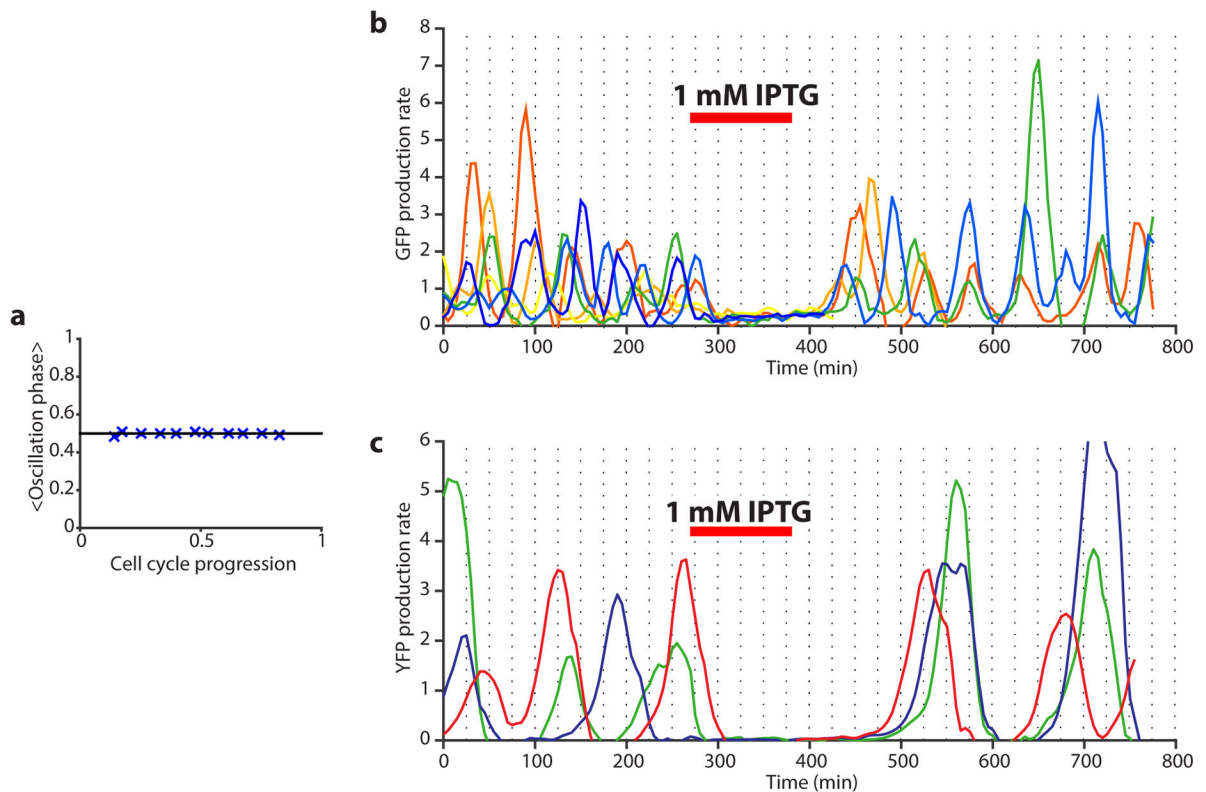 a
<Oscillation phase>
1
0.8
0.6
0.4
0.2
0
0 0.5 1
Cell cycle progression
b
GFP production rate
8
7
6
5
4
3
2
1
0
1 mM IPTG
0 100 200 300 400 500 600 700 800
Time (min)
c
YFP production rate
6
5
4
3
2
1
0
1 mM IPTG
0 100 200 300 400 500 600 700 800
Time (min)